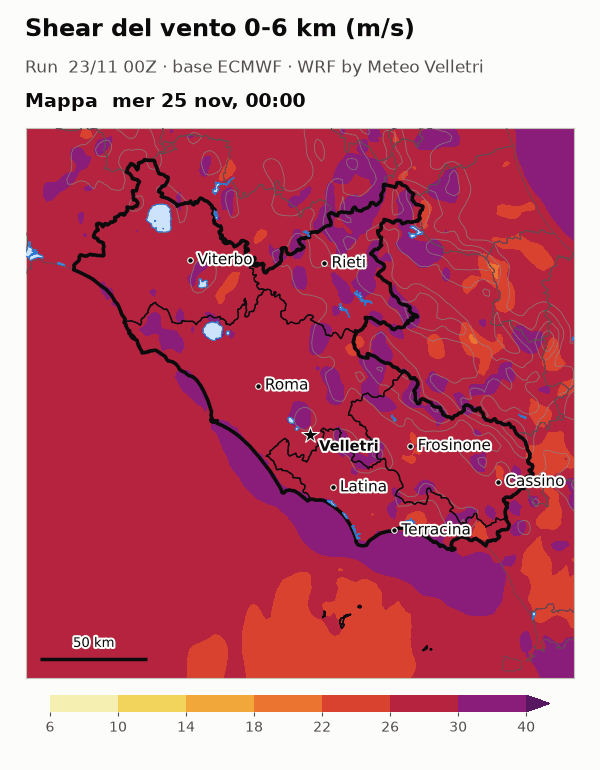 Shear del vento 0-6 km (m/s)
Run  23/11 00Z · base ECMWF · WRF by Meteo Velletri
Mappa  mer 25 nov, 00:00
Viterbo
Rieti
Roma
Velletri
Frosinone
Cassino
Latina
Terracina
50 km
6 10 14 18 22 26 30 40